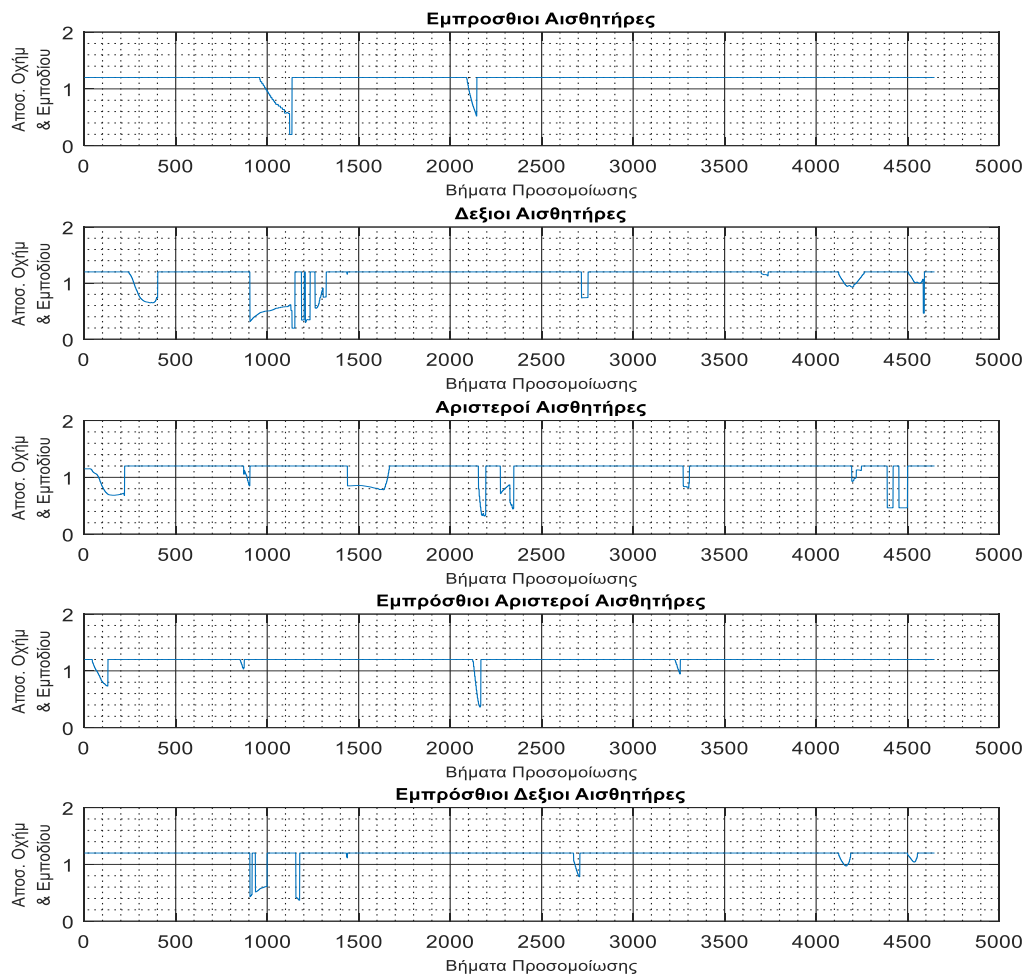 Εμπροσθιοι Αισθητήρες
Αποσ. Οχήμ
& Εμποδίου
2
1
0
0 500 1000 1500 2000 2500 3000 3500 4000 4500 5000
Βήματα Προσομοίωσης
Δεξιοι Αισθητήρες
Αποσ. Οχήμ
& Εμποδίου
2
1
0
0 500 1000 1500 2000 2500 3000 3500 4000 4500 5000
Βήματα Προσομοίωσης
Αριστεροί Αισθητήρες
Αποσ. Οχήμ
& Εμποδίου
2
1
0
0 500 1000 1500 2000 2500 3000 3500 4000 4500 5000
Βήματα Προσομοίωσης
Εμπρόσθιοι Αριστεροί Αισθητήρες
Αποσ. Οχήμ
& Εμποδίου
2
1
0
0 500 1000 1500 2000 2500 3000 3500 4000 4500 5000
Βήματα Προσομοίωσης
Εμπρόσθιοι Δεξιοι Αισθητήρες
Αποσ. Οχήμ
& Εμποδίου
2
1
0
0 500 1000 1500 2000 2500 3000 3500 4000 4500 5000
Βήματα Προσομοίωσης